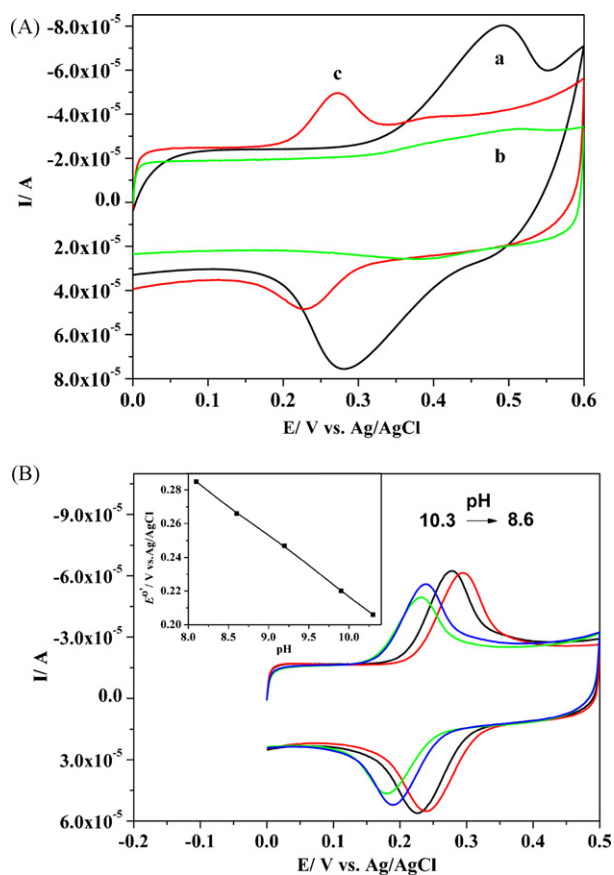 (A)
-8.0x10⁻⁵
-6.0x10⁻⁵
-4.0x10⁻⁵
-2.0x10⁻⁵
0.0
2.0x10⁻⁵
4.0x10⁻⁵
6.0x10⁻⁵
8.0x10⁻⁵
I/ A
a
c
b
0.0 0.1 0.2 0.3 0.4 0.5 0.6
E/ V vs. Ag/AgCl
(B)
-9.0x10⁻⁵
-6.0x10⁻⁵
-3.0x10⁻⁵
0.0
3.0x10⁻⁵
6.0x10⁻⁵
I/ A
0.28
0.26
0.24
0.22
0.20
E⁰'/ V vs.Ag/AgCl
8.0 8.5 9.0 9.5 10.0
pH
pH
10.3 → 8.6
-0.2 -0.1 0.0 0.1 0.2 0.3 0.4 0.5
E/ V vs. Ag/AgCl